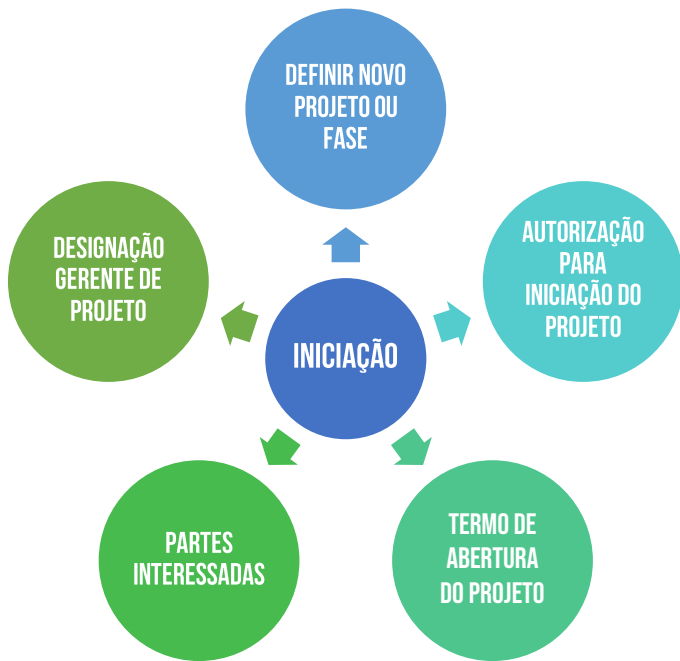 DEFINIR NOVO
PROJETO OU
FASE
AUTORIZAÇÃO
PARA
INICIAÇÃO DO
PROJETO
TERMO DE
ABERTURA
DO PROJETO
PARTES
INTERESSADAS
DESIGNAÇÃO
GERENTE DE
PROJETO
INICIAÇÃO